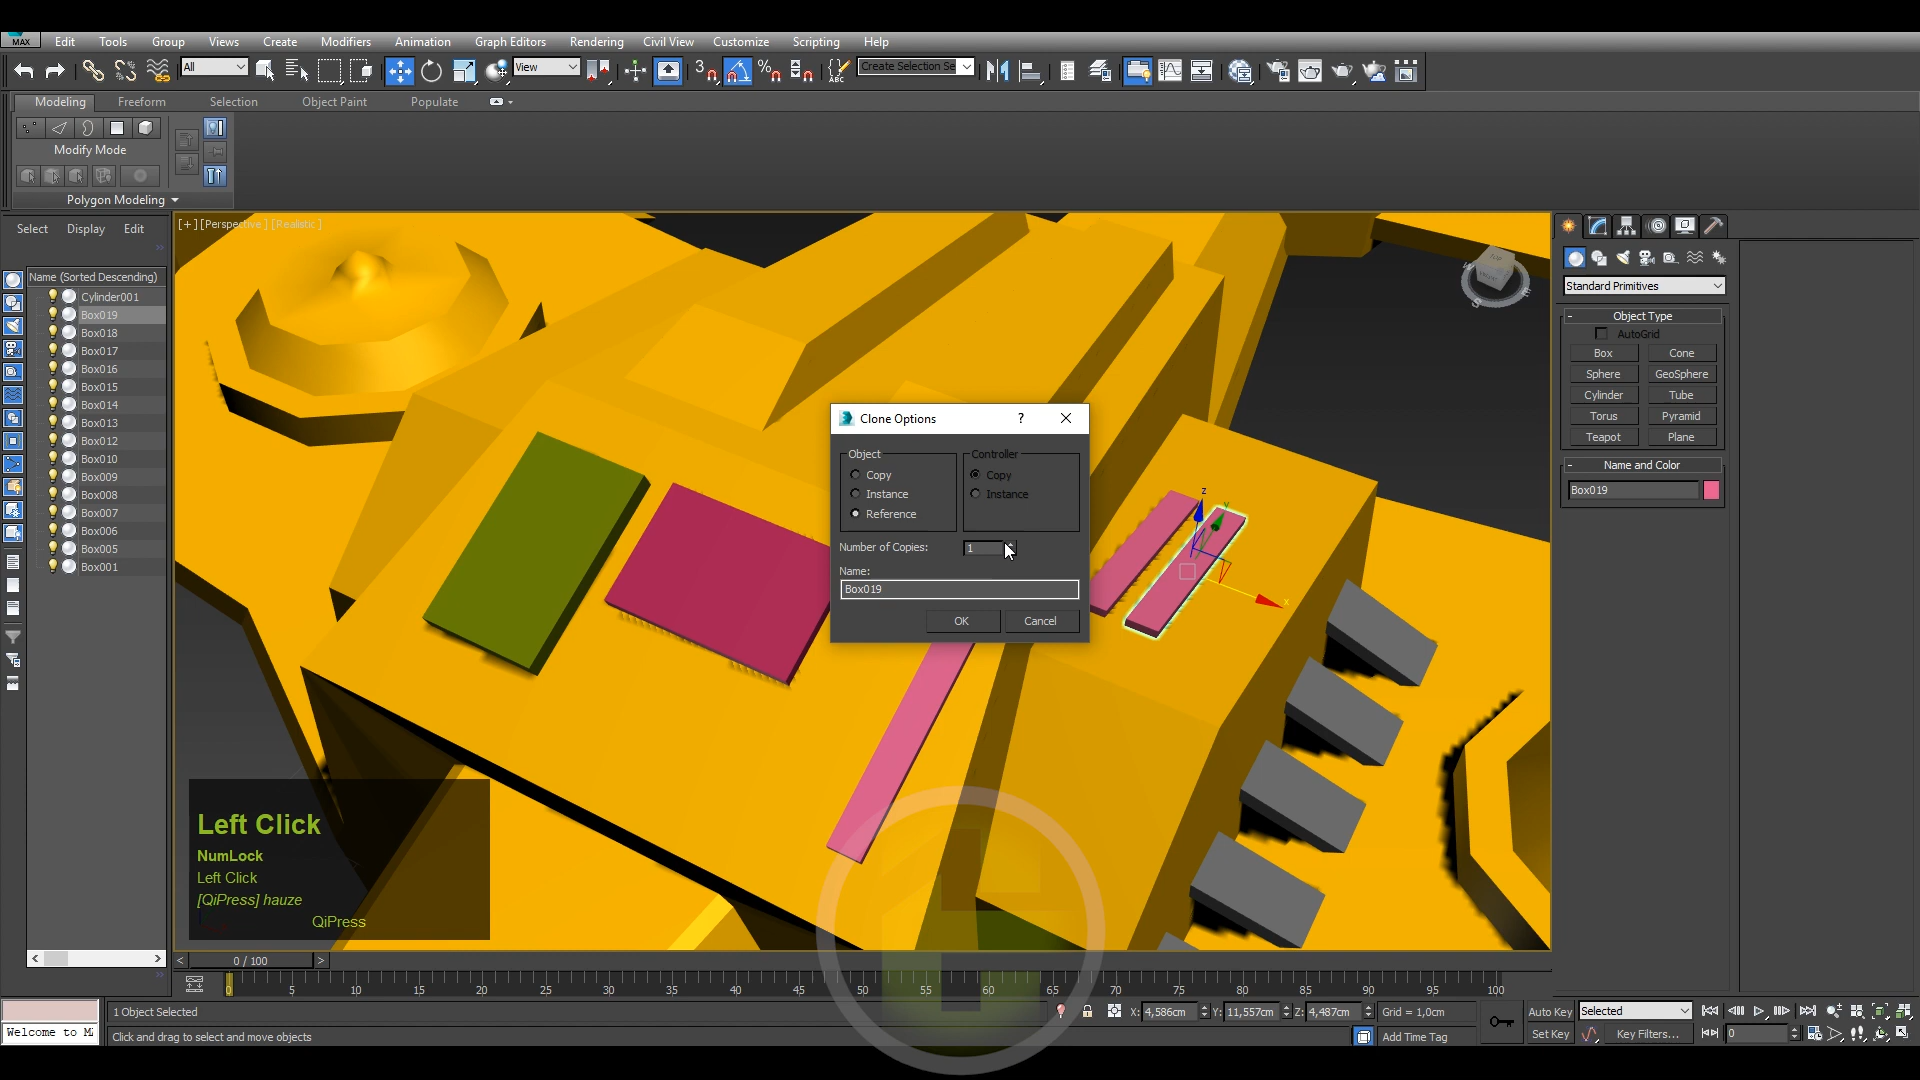 MAX Edit Tools Group Views Create Modifiers Animation Graph Editors Rendering Civil View Customize Scripting Help
All View 3 % ABC Create Selection Se
Modeling Freeform Selection Object Paint Populate
Modify Mode
Polygon Modeling
Select Display Edit
Name (Sorted Descending)
Cylinder001
Box019
Box018
Box017
Box016
Box015
Box014
Box013
Box012
Box010
Box009
Box008
Box007
Box006
Box005
Box001
[+] [Perspective ] [Realistic ]
Clone Options ?
Object
Copy
Instance
Reference
Controller
Copy
Instance
Number of Copies: 1
Name:
Box019
OK Cancel
z
x
TOP
S
E
Standard Primitives
- Object Type
AutoGrid
Box Cone
Sphere GeoSphere
Cylinder Tube
Torus Pyramid
Teapot Plane
- Name and Color
Box019
Left Click
NumLock
Left Click
[QiPress] hauze
QiPress
< 0 / 100 >
0 5 10 15 20 25 30 35 40 45 50 55 60 65 70 75 80 85 90 95 100
Welcome to M
1 Object Selected
X: 4,586cm Y: 11,557cm Z: 4,487cm Grid = 1,0cm
Auto Key Selected
Click and drag to select and move objects
Add Time Tag
Set Key Key Filters... 0